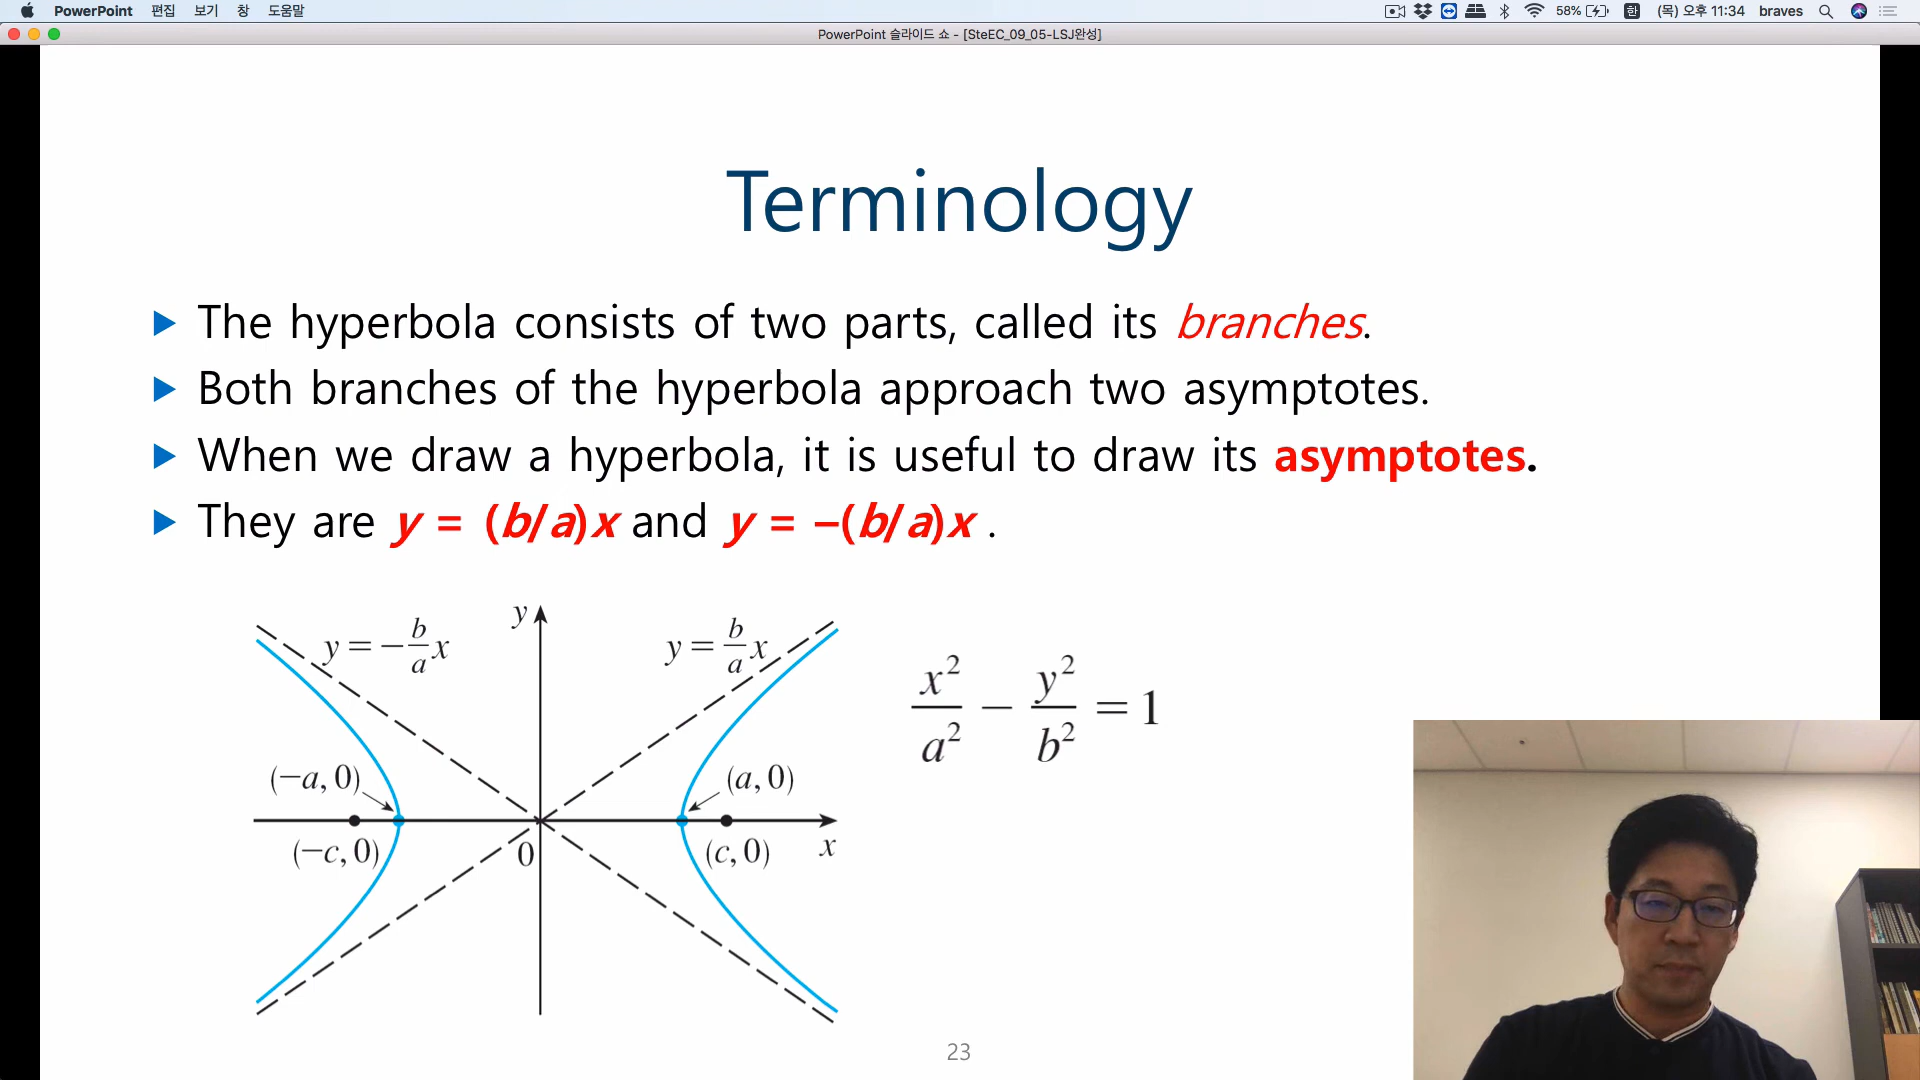 PowerPoint 편집 보기 창 도움말 58% 한 (목) 오후 11:34 braves
PowerPoint 슬라이드 쇼 - [SteEC_09_05-LSJ완성]
Terminology
The hyperbola consists of two parts, called its branches.
Both branches of the hyperbola approach two asymptotes.
When we draw a hyperbola, it is useful to draw its asymptotes.
They are y = (b/a)x and y = –(b/a)x .
y = −b/a x
y
y = b/a x
x²/a² − y²/b² = 1
(−a, 0)
(a, 0)
(−c, 0)
0
(c, 0)
x
23